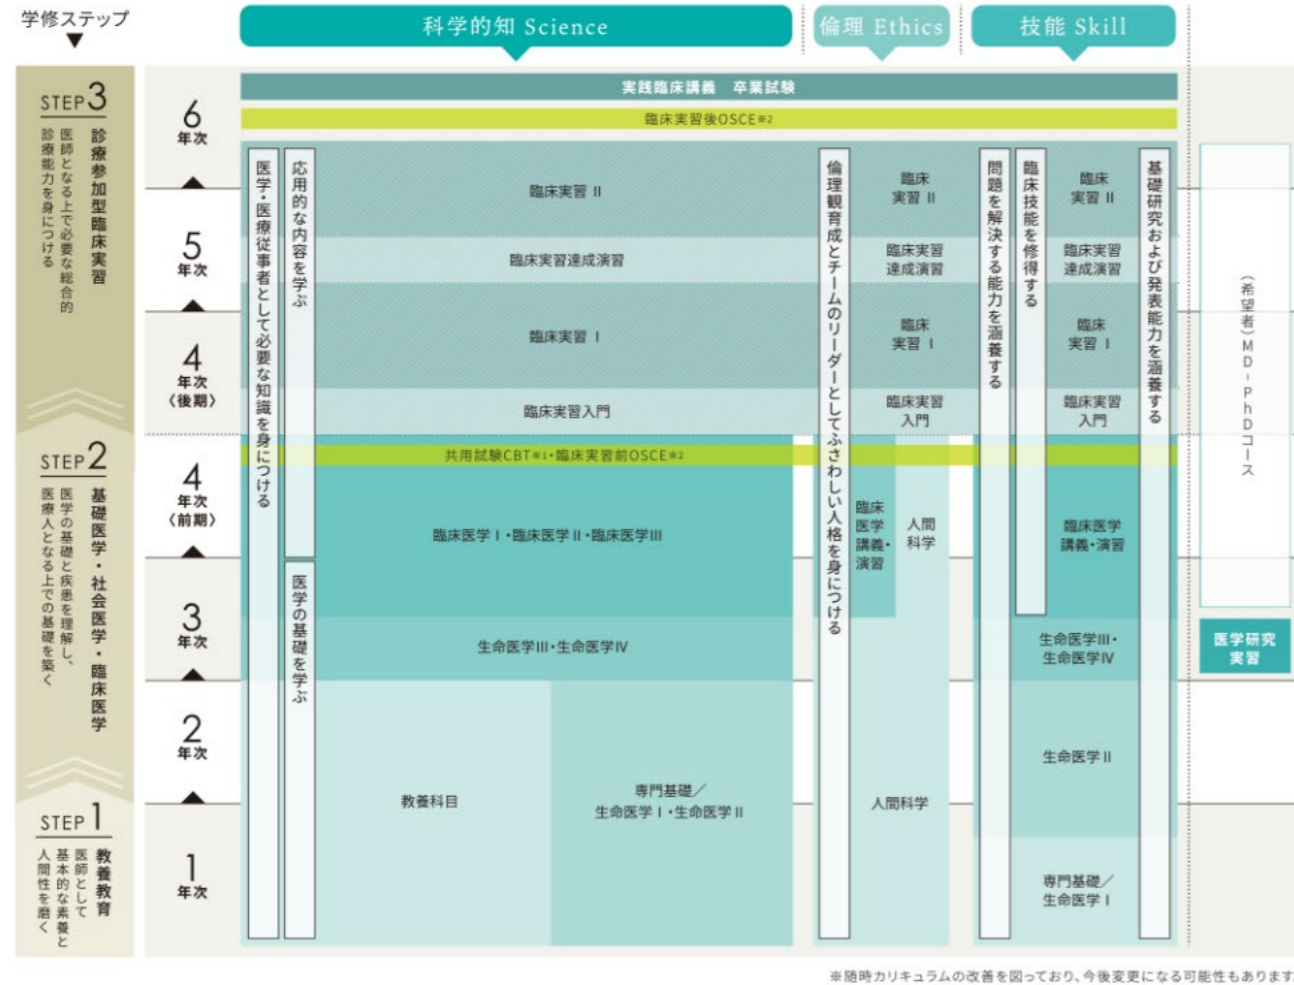 学修ステップ
科学的知 Science
倫理 Ethics
技能 Skill
STEP3
診療参加型臨床実習
医師となる上で必要な総合的
診療能力を身につける
STEP2
基礎医学・社会医学・臨床医学
医学の基礎と疾患を理解し、
医療人となる上での基礎を築く
STEP1
教養教育
医師として
基本的な素養と
人間性を磨く
6
年次
5
年次
4
年次
〈後期〉
4
年次
〈前期〉
3
年次
2
年次
1
年次
実践臨床講義 卒業試験
臨床実習後OSCE※2
医学・医療従事者として必要な知識を身につける
応用的な内容を学ぶ
医学の基礎を学ぶ
臨床実習 II
臨床実習達成演習
臨床実習 I
臨床実習入門
共用試験CBT※1・臨床実習前OSCE※2
臨床医学 I・臨床医学 II・臨床医学III
生命医学III・生命医学IV
教養科目
専門基礎／
生命医学 I・生命医学 II
倫理観育成とチームのリーダーとしてふさわしい人格を身につける
臨床
実習 II
臨床実習
達成演習
臨床
実習 I
臨床実習
入門
臨床
医学
講義・
演習
人間
科学
人間科学
問題を解決する能力を涵養する
臨床技能を修得する
臨床
実習 II
臨床実習
達成演習
臨床
実習 I
臨床実習
入門
臨床医学
講義・演習
生命医学III・
生命医学IV
生命医学 II
専門基礎／
生命医学 I
基礎研究および発表能力を涵養する
（希望者）MD-PhDコース
医学研究
実習
※随時カリキュラムの改善を図っており、今後変更になる可能性もあります